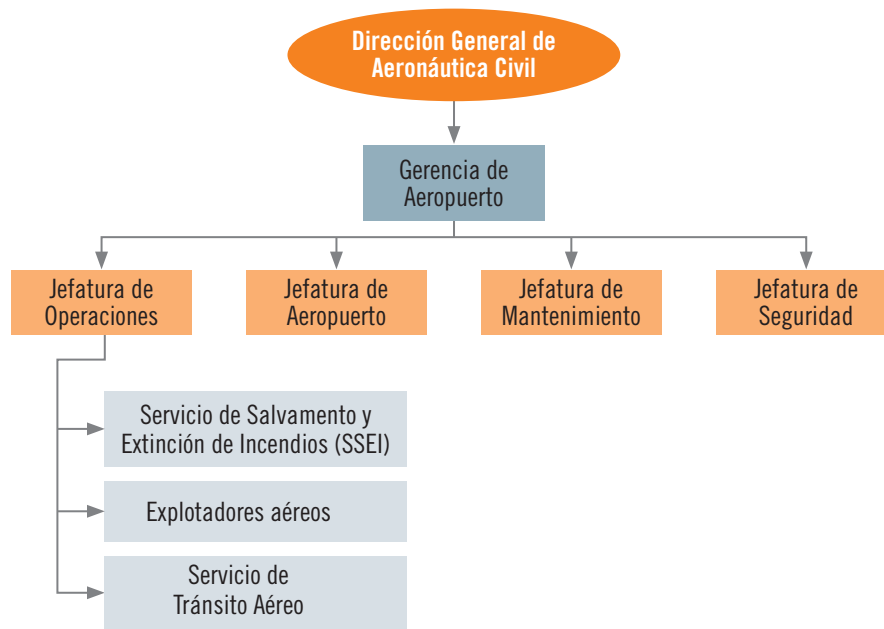 Dirección General de
Aeronáutica Civil
Gerencia de
Aeropuerto
Jefatura de
Operaciones
Jefatura de
Aeropuerto
Jefatura de
Mantenimiento
Jefatura de
Seguridad
Servicio de Salvamento y
Extinción de Incendios (SSEI)
Explotadores aéreos
Servicio de
Tránsito Aéreo